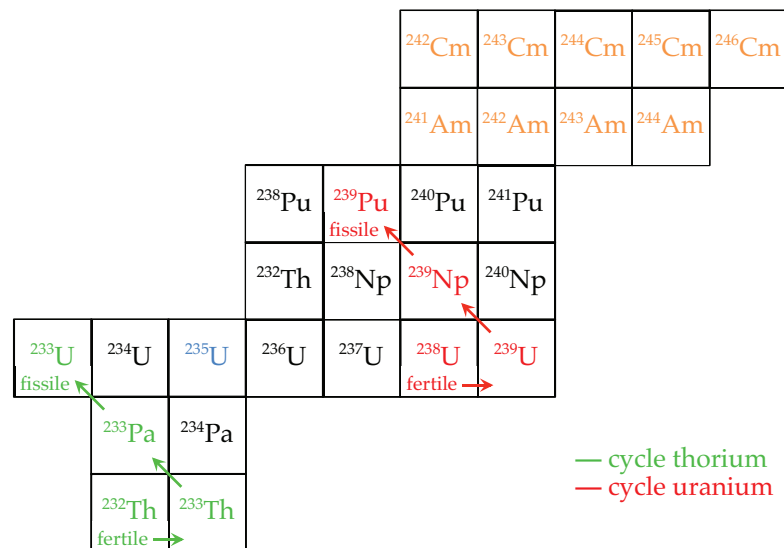 ²⁴²Cm ²⁴³Cm ²⁴⁴Cm ²⁴⁵Cm ²⁴⁶Cm
²⁴¹Am ²⁴²Am ²⁴³Am ²⁴⁴Am
²³⁸Pu ²³⁹Pu ²⁴⁰Pu ²⁴¹Pu
fissile
²³²Th ²³⁸Np ²³⁹Np ²⁴⁰Np
²³³U ²³⁴U ²³⁵U ²³⁶U ²³⁷U ²³⁸U ²³⁹U
fissile fertile
²³³Pa ²³⁴Pa
cycle thorium
cycle uranium
²³²Th ²³³Th
fertile